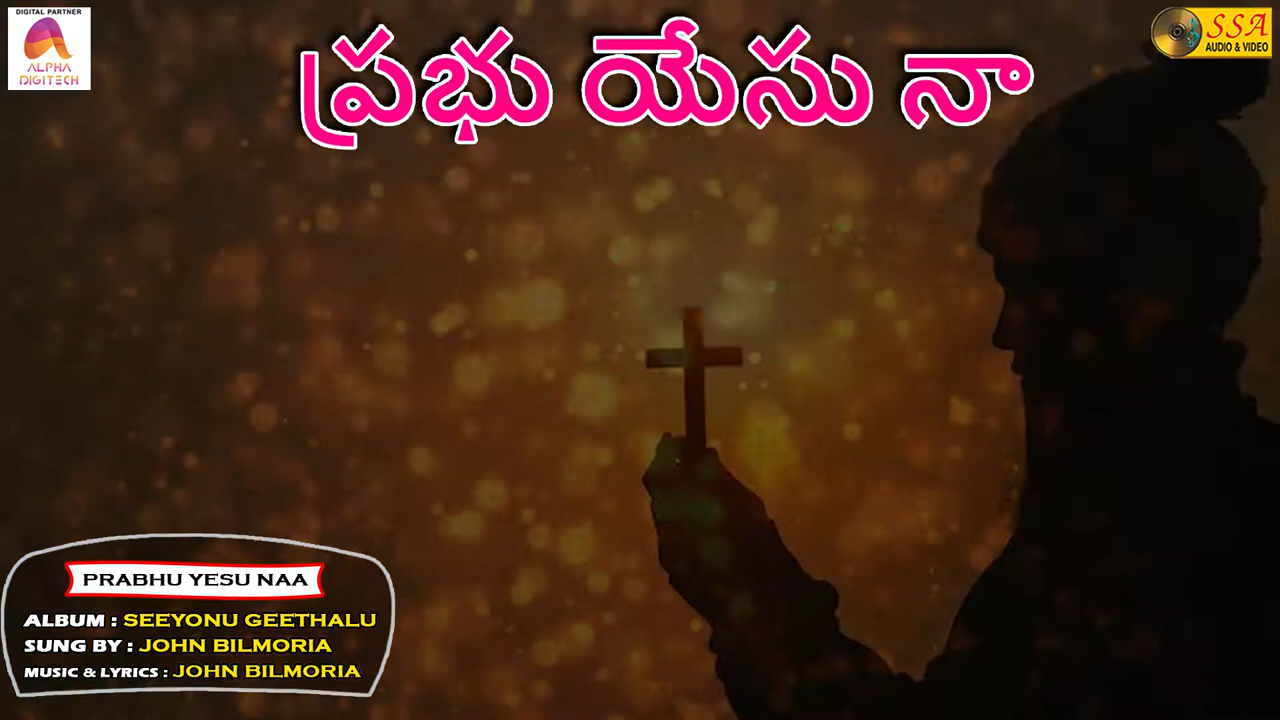 DIGITAL PARTNER
ALPHA
DIGITECH
ప్రభు యేసు నా
SSA
AUDIO & VIDEO
PRABHU YESU NAA
ALBUM : SEEYONU GEETHALU
SUNG BY : JOHN BILMORIA
MUSIC & LYRICS : JOHN BILMORIA